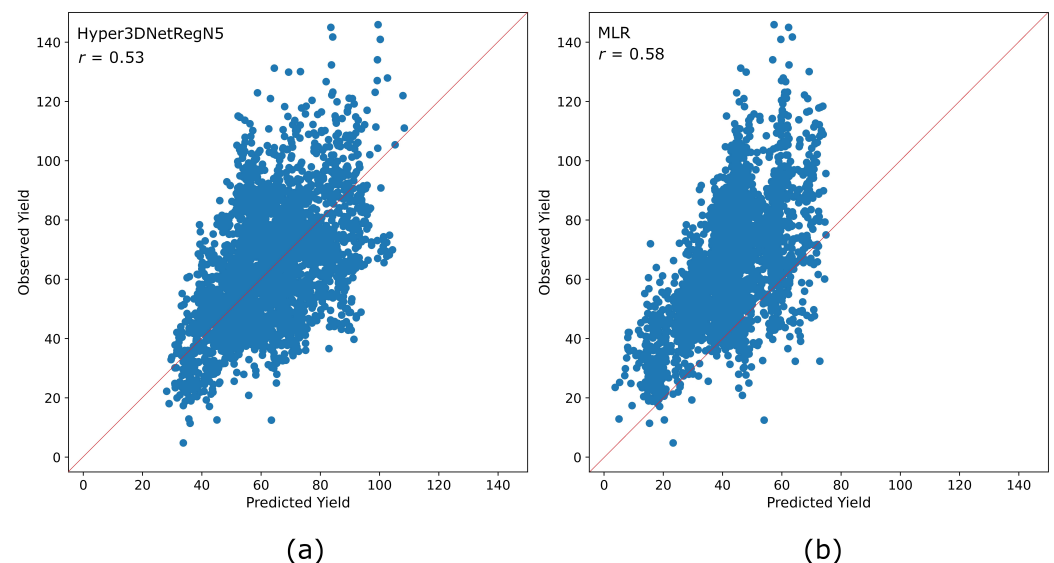 Hyper3DNetRegN5
r = 0.53
140
120
100
80
60
40
20
0
Observed Yield
0 20 40 60 80 100 120 140
Predicted Yield
(a)
MLR
r = 0.58
140
120
100
80
60
40
20
0
Observed Yield
0 20 40 60 80 100 120 140
Predicted Yield
(b)